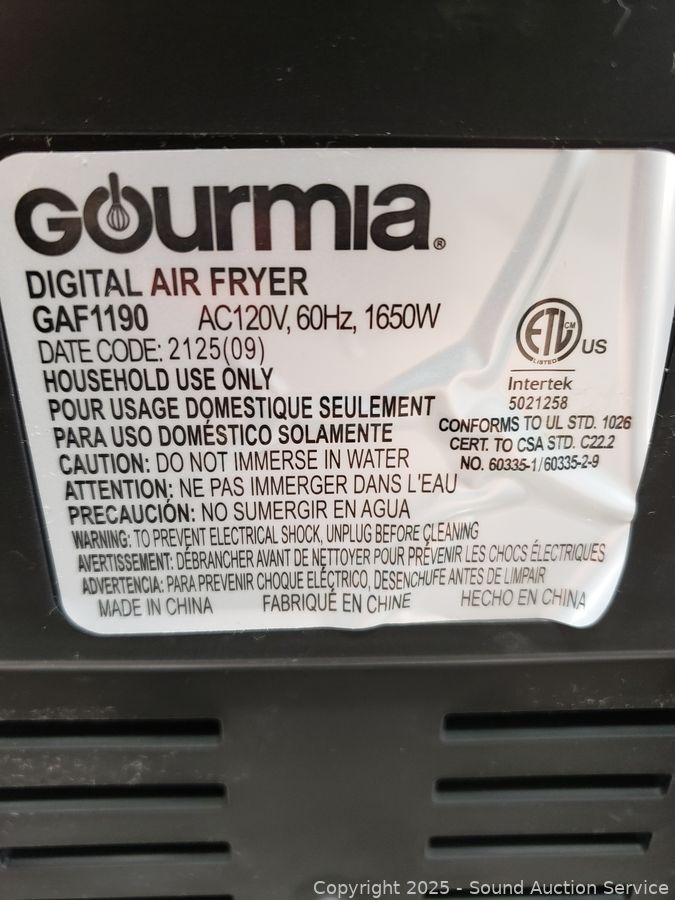 Gourmia®
DIGITAL AIR FRYER
GAF1190 AC120V, 60Hz, 1650W
DATE CODE: 2125(09)
HOUSEHOLD USE ONLY
POUR USAGE DOMESTIQUE SEULEMENT
PARA USO DOMÉSTICO SOLAMENTE
CAUTION: DO NOT IMMERSE IN WATER
ATTENTION: NE PAS IMMERGER DANS L'EAU
PRECAUCIÓN: NO SUMERGIR EN AGUA
WARNING: TO PREVENT ELECTRICAL SHOCK, UNPLUG BEFORE CLEANING
AVERTISSEMENT: DÉBRANCHER AVANT DE NETTOYER POUR PRÉVENIR LES CHOCS ÉLECTRIQUES
ADVERTENCIA: PARA PREVENIR CHOQUE ELÉCTRICO, DESENCHUFE ANTES DE LIMPAIR
MADE IN CHINA FABRIQUÉ EN CHINE HECHO EN CHINA
ETL CM US
LISTED
Intertek
5021258
CONFORMS TO UL STD. 1026
CERT. TO CSA STD. C22.2
NO. 60335-1/60335-2-9
Copyright 2025 - Sound Auction Service